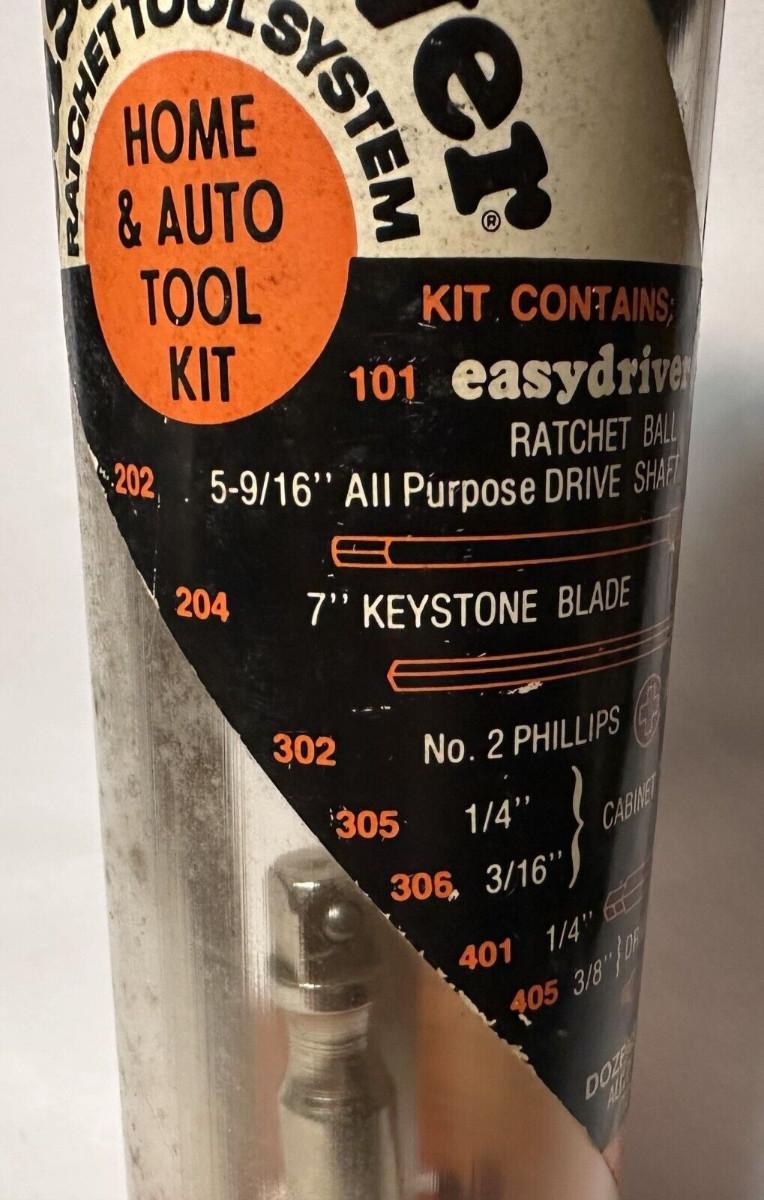 RATCHET TOOL SYSTEM
er®
HOME
& AUTO
TOOL
KIT
KIT CONTAINS;
101 easydriver
RATCHET BALL
202 5-9/16'' All Purpose DRIVE SHAFT
204 7'' KEYSTONE BLADE
302 No. 2 PHILLIPS
305 1/4''
CABINET
306 3/16''
401 1/4''
405 3/8''